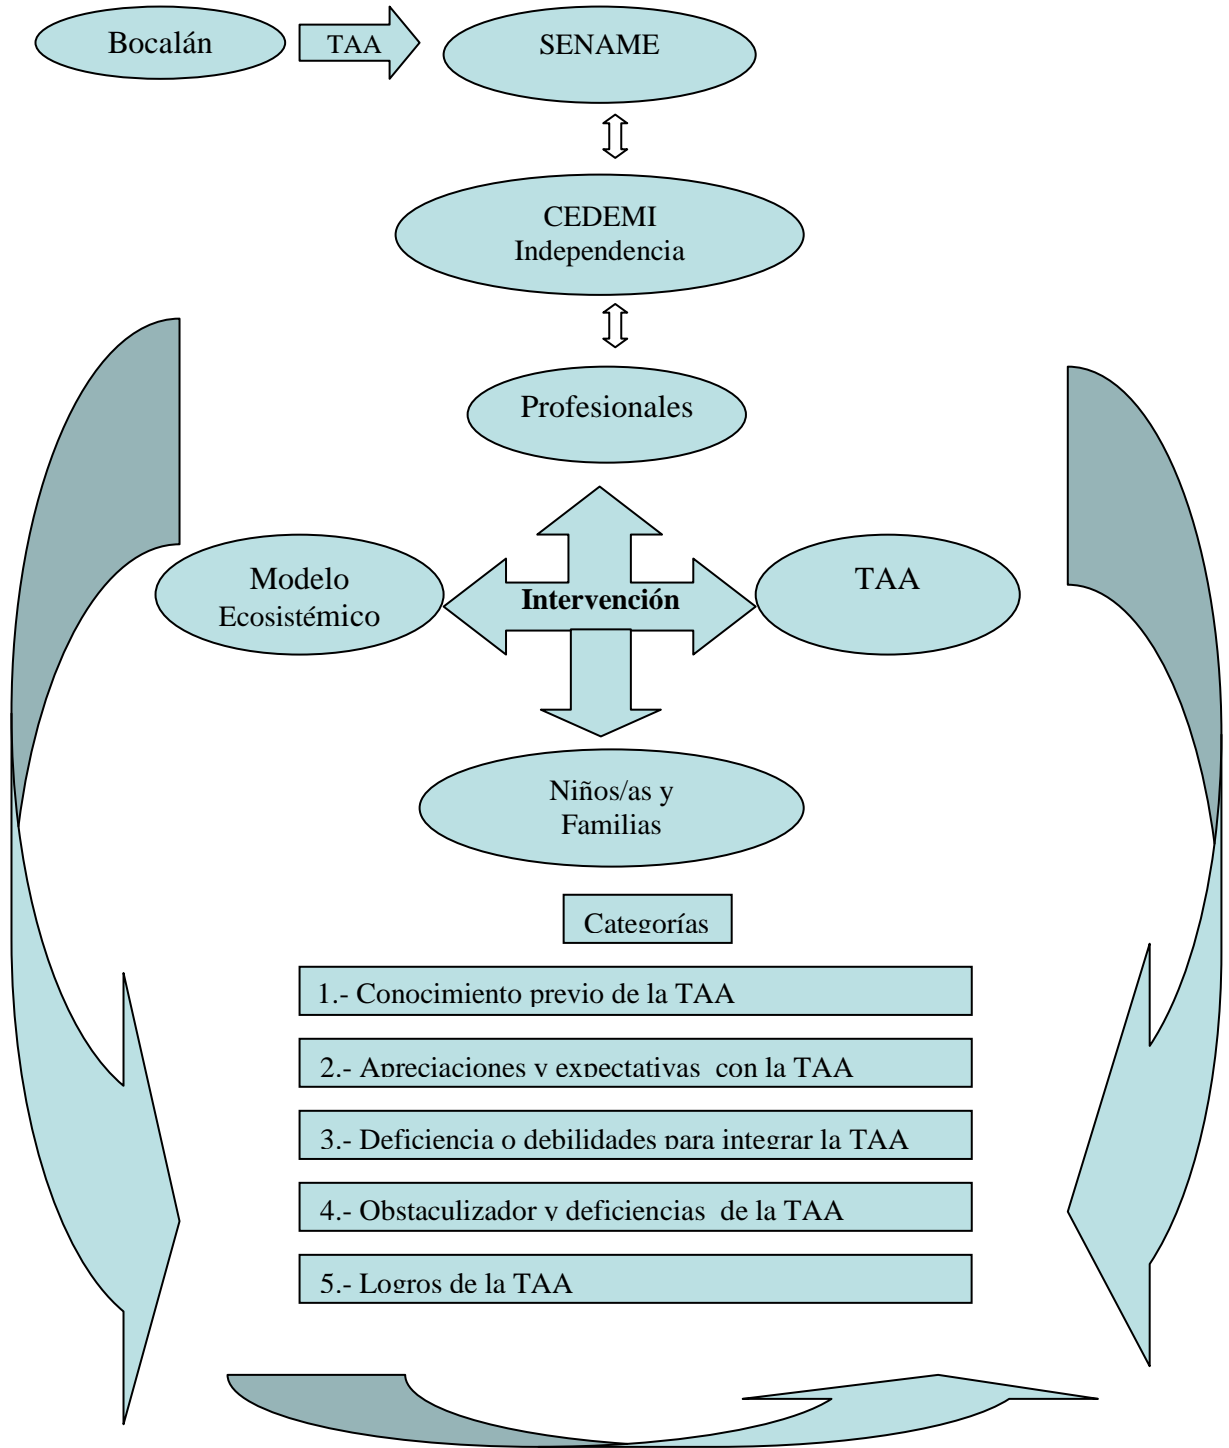 Bocalán
TAA
SENAME
CEDEMI
Independencia
Profesionales
Modelo
Ecosistémico
Intervención
TAA
Niños/as y
Familias
Categorías
1.- Conocimiento previo de la TAA
2.- Apreciaciones y expectativas con la TAA
3.- Deficiencia o debilidades para integrar la TAA
4.- Obstaculizador y deficiencias de la TAA
5.- Logros de la TAA